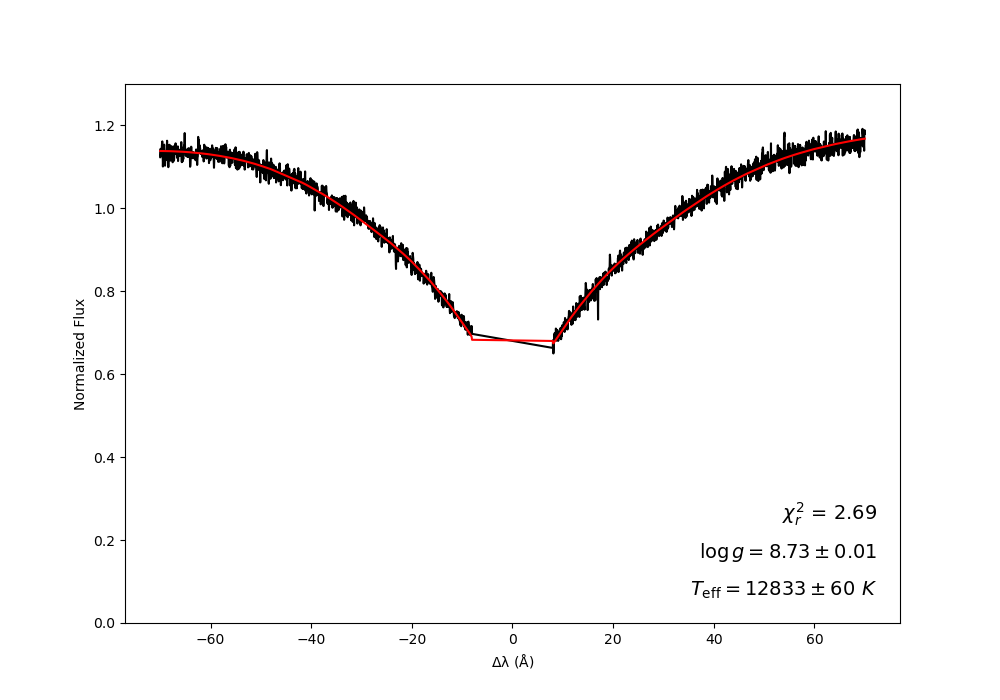 1.2
1.0
0.8
0.6
0.4
0.2
0.0
Normalized Flux
χ²ᵣ = 2.69
log g = 8.73 ± 0.01
T_eff = 12833 ± 60 K
−60 −40 −20 0 20 40 60
Δλ (Å)